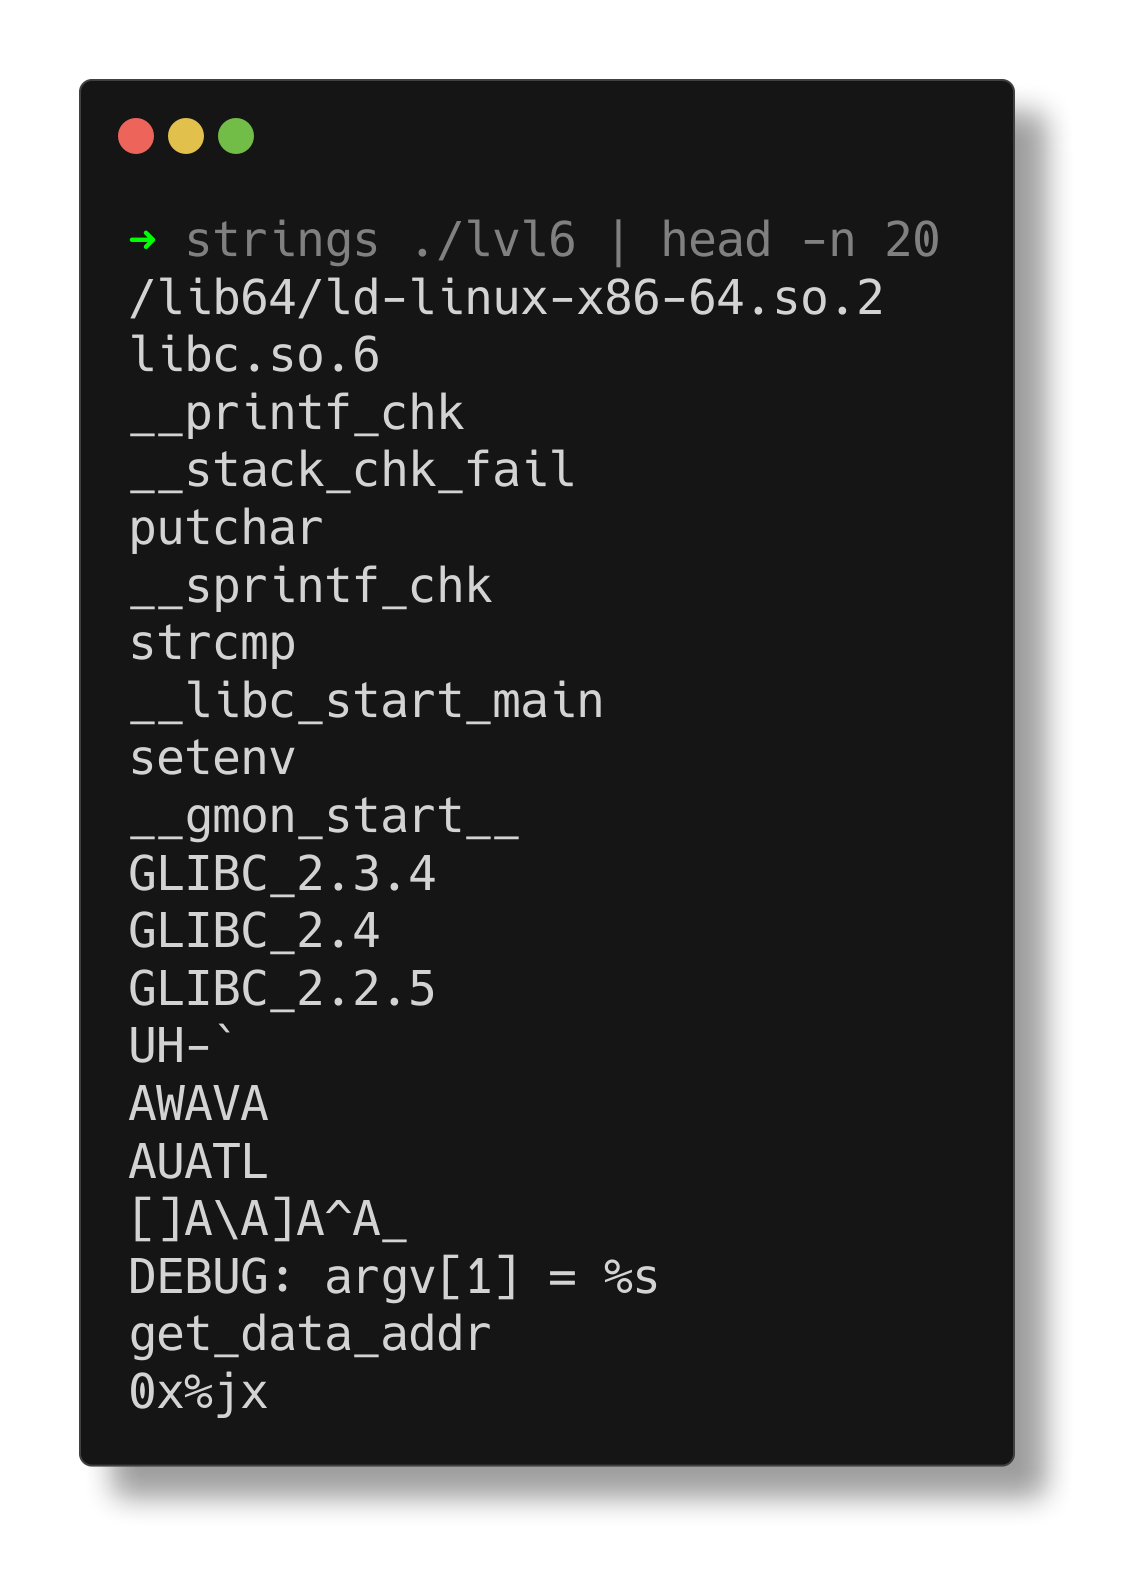 ➜ strings ./lvl6 | head -n 20
/lib64/ld-linux-x86-64.so.2
libc.so.6
__printf_chk
__stack_chk_fail
putchar
__sprintf_chk
strcmp
__libc_start_main
setenv
__gmon_start__
GLIBC_2.3.4
GLIBC_2.4
GLIBC_2.2.5
UH-`
AWAVA
AUATL
[]A\A]A^A_
DEBUG: argv[1] = %s
get_data_addr
0x%jx